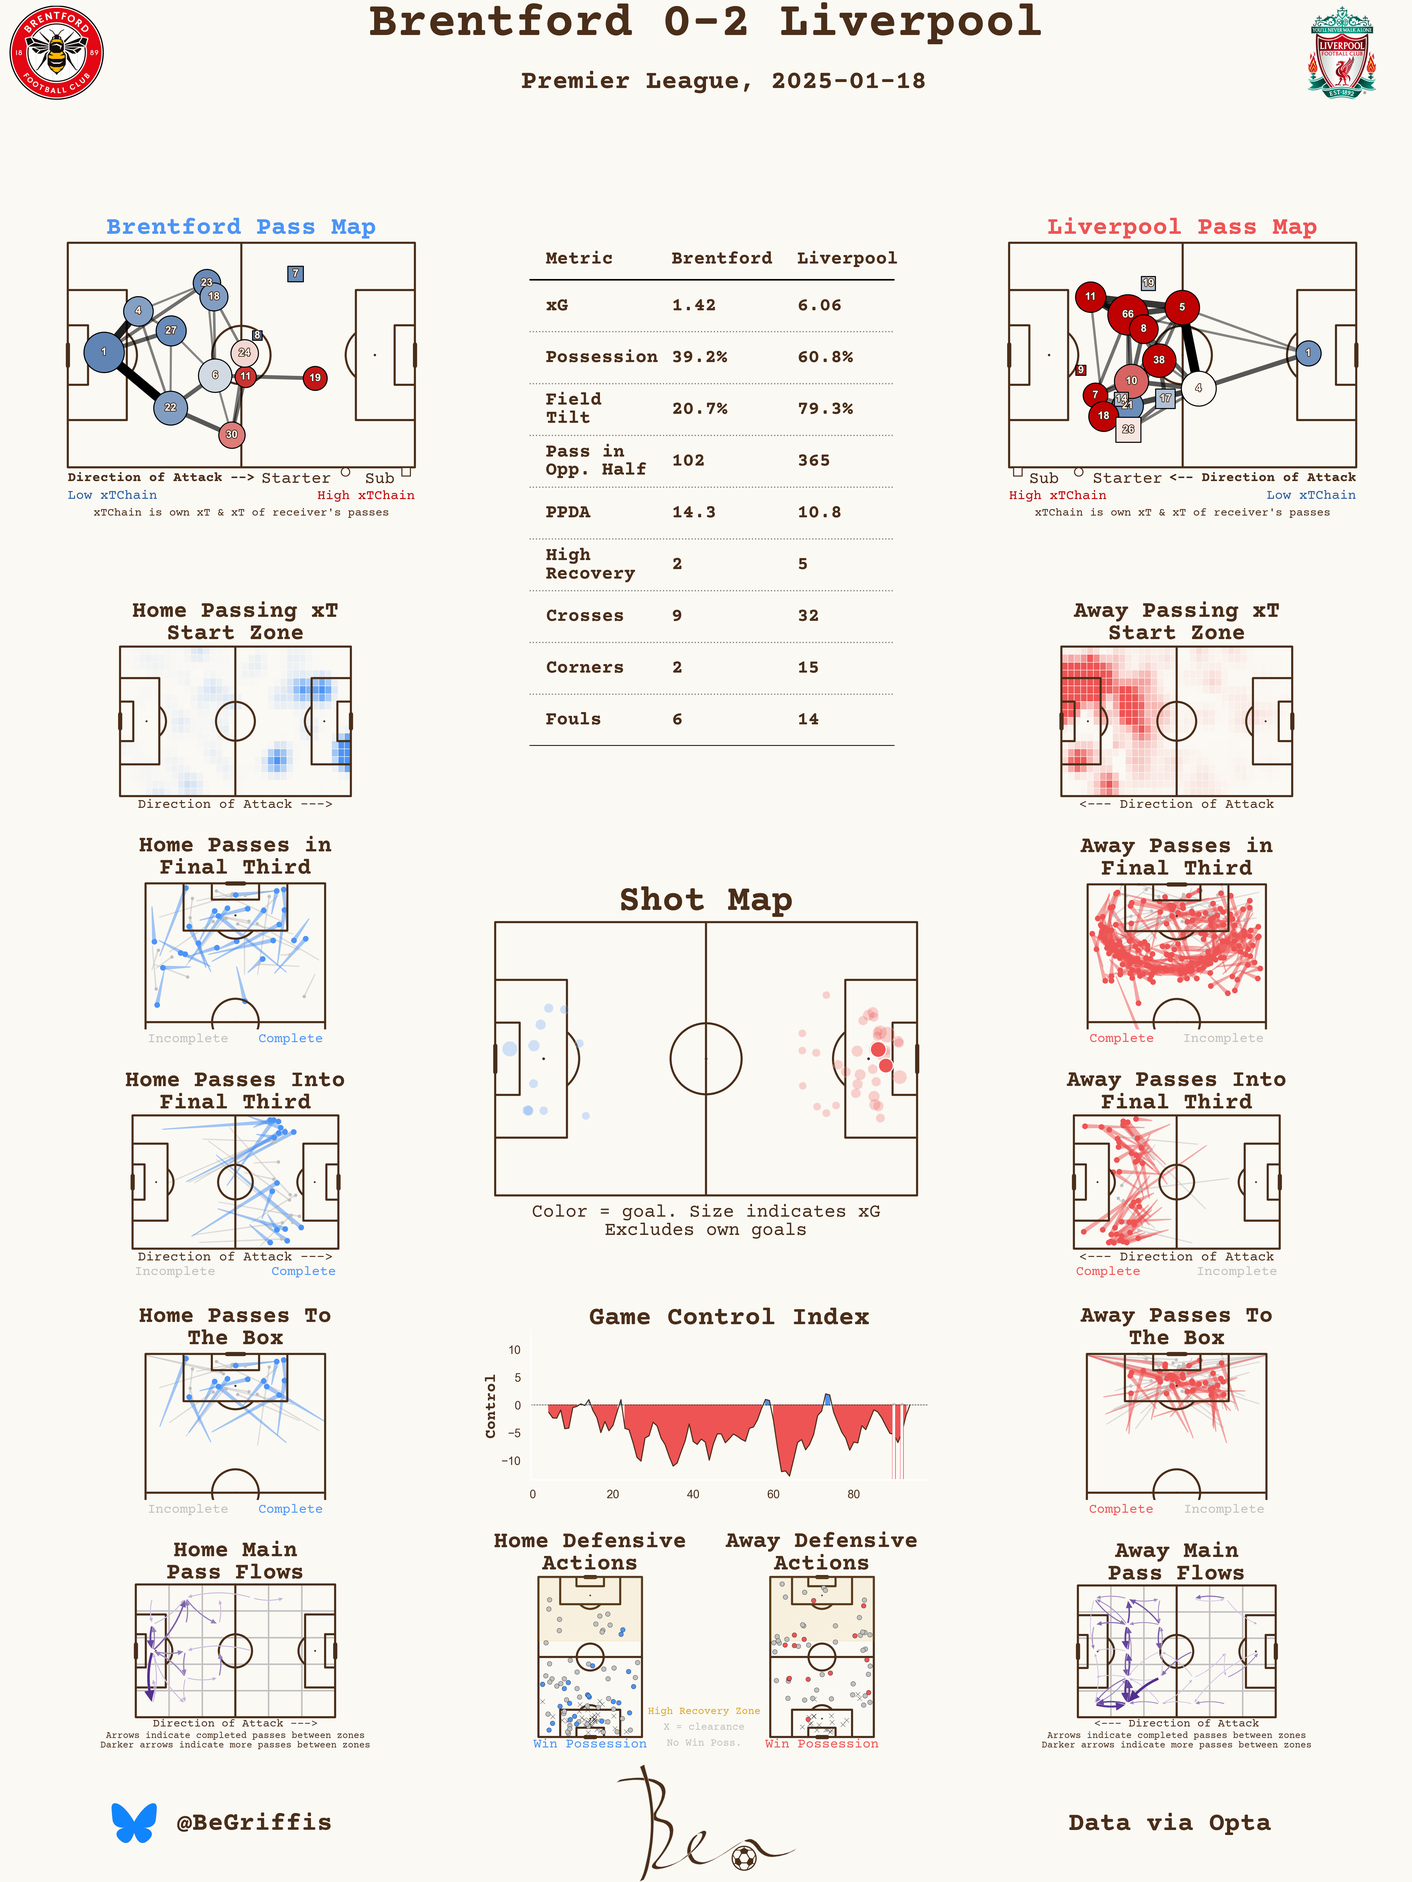 Brentford 0-2 Liverpool
Premier League, 2025-01-18
BRENTFORD
18 89
FOOTBALL CLUB
YOU'LL NEVER WALK ALONE
LIVERPOOL
FOOTBALL CLUB
EST·1892
Brentford Pass Map
7
23
18
4
27
8
1
24
6
11
19
22
30
Direction of Attack --> Starter Sub
Low xTChain High xTChain
xTChain is own xT & xT of receiver's passes
Metric Brentford Liverpool
xG 1.42 6.06
Possession 39.2% 60.8%
Field
Tilt 20.7% 79.3%
Pass in
Opp. Half 102 365
PPDA 14.3 10.8
High
Recovery 2 5
Crosses 9 32
Corners 2 15
Fouls 6 14
Liverpool Pass Map
19
11
5
66
8
1
38
9
10
4
7
14
17
21
18
26
Sub Starter <-- Direction of Attack
High xTChain Low xTChain
xTChain is own xT & xT of receiver's passes
Home Passing xT
Start Zone
Direction of Attack --->
Away Passing xT
Start Zone
<--- Direction of Attack
Home Passes in
Final Third
Incomplete Complete
Away Passes in
Final Third
Complete Incomplete
Shot Map
Color = goal. Size indicates xG
Excludes own goals
Home Passes Into
Final Third
Direction of Attack --->
Incomplete Complete
Away Passes Into
Final Third
<--- Direction of Attack
Complete Incomplete
Home Passes To
The Box
Incomplete Complete
Game Control Index
Control
10
5
0
−5
−10
0 20 40 60 80
Away Passes To
The Box
Complete Incomplete
Home Main
Pass Flows
Direction of Attack --->
Arrows indicate completed passes between zones
Darker arrows indicate more passes between zones
Home Defensive
Actions
Win Possession
Away Defensive
Actions
Win Possession
High Recovery Zone
X = clearance
No Win Poss.
Away Main
Pass Flows
<--- Direction of Attack
Arrows indicate completed passes between zones
Darker arrows indicate more passes between zones
@BeGriffis
Ben
Data via Opta